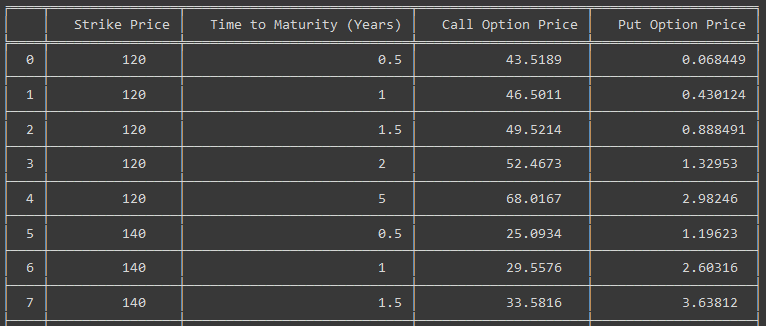 Strike Price Time to Maturity (Years) Call Option Price Put Option Price
0 120 0.5 43.5189 0.068449
1 120 1 46.5011 0.430124
2 120 1.5 49.5214 0.888491
3 120 2 52.4673 1.32953
4 120 5 68.0167 2.98246
5 140 0.5 25.0934 1.19623
6 140 1 29.5576 2.60316
7 140 1.5 33.5816 3.63812